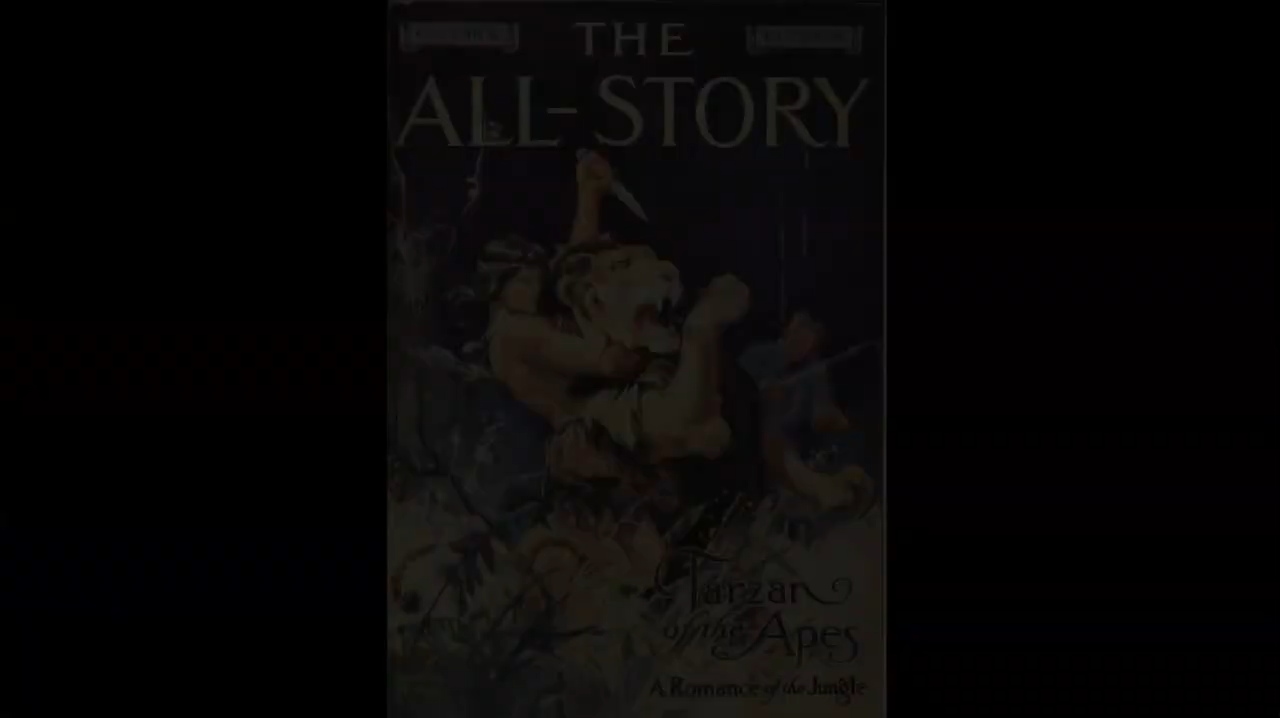 THE
ALL-STORY
Tarzan
of the Apes
A Romance of the Jungle